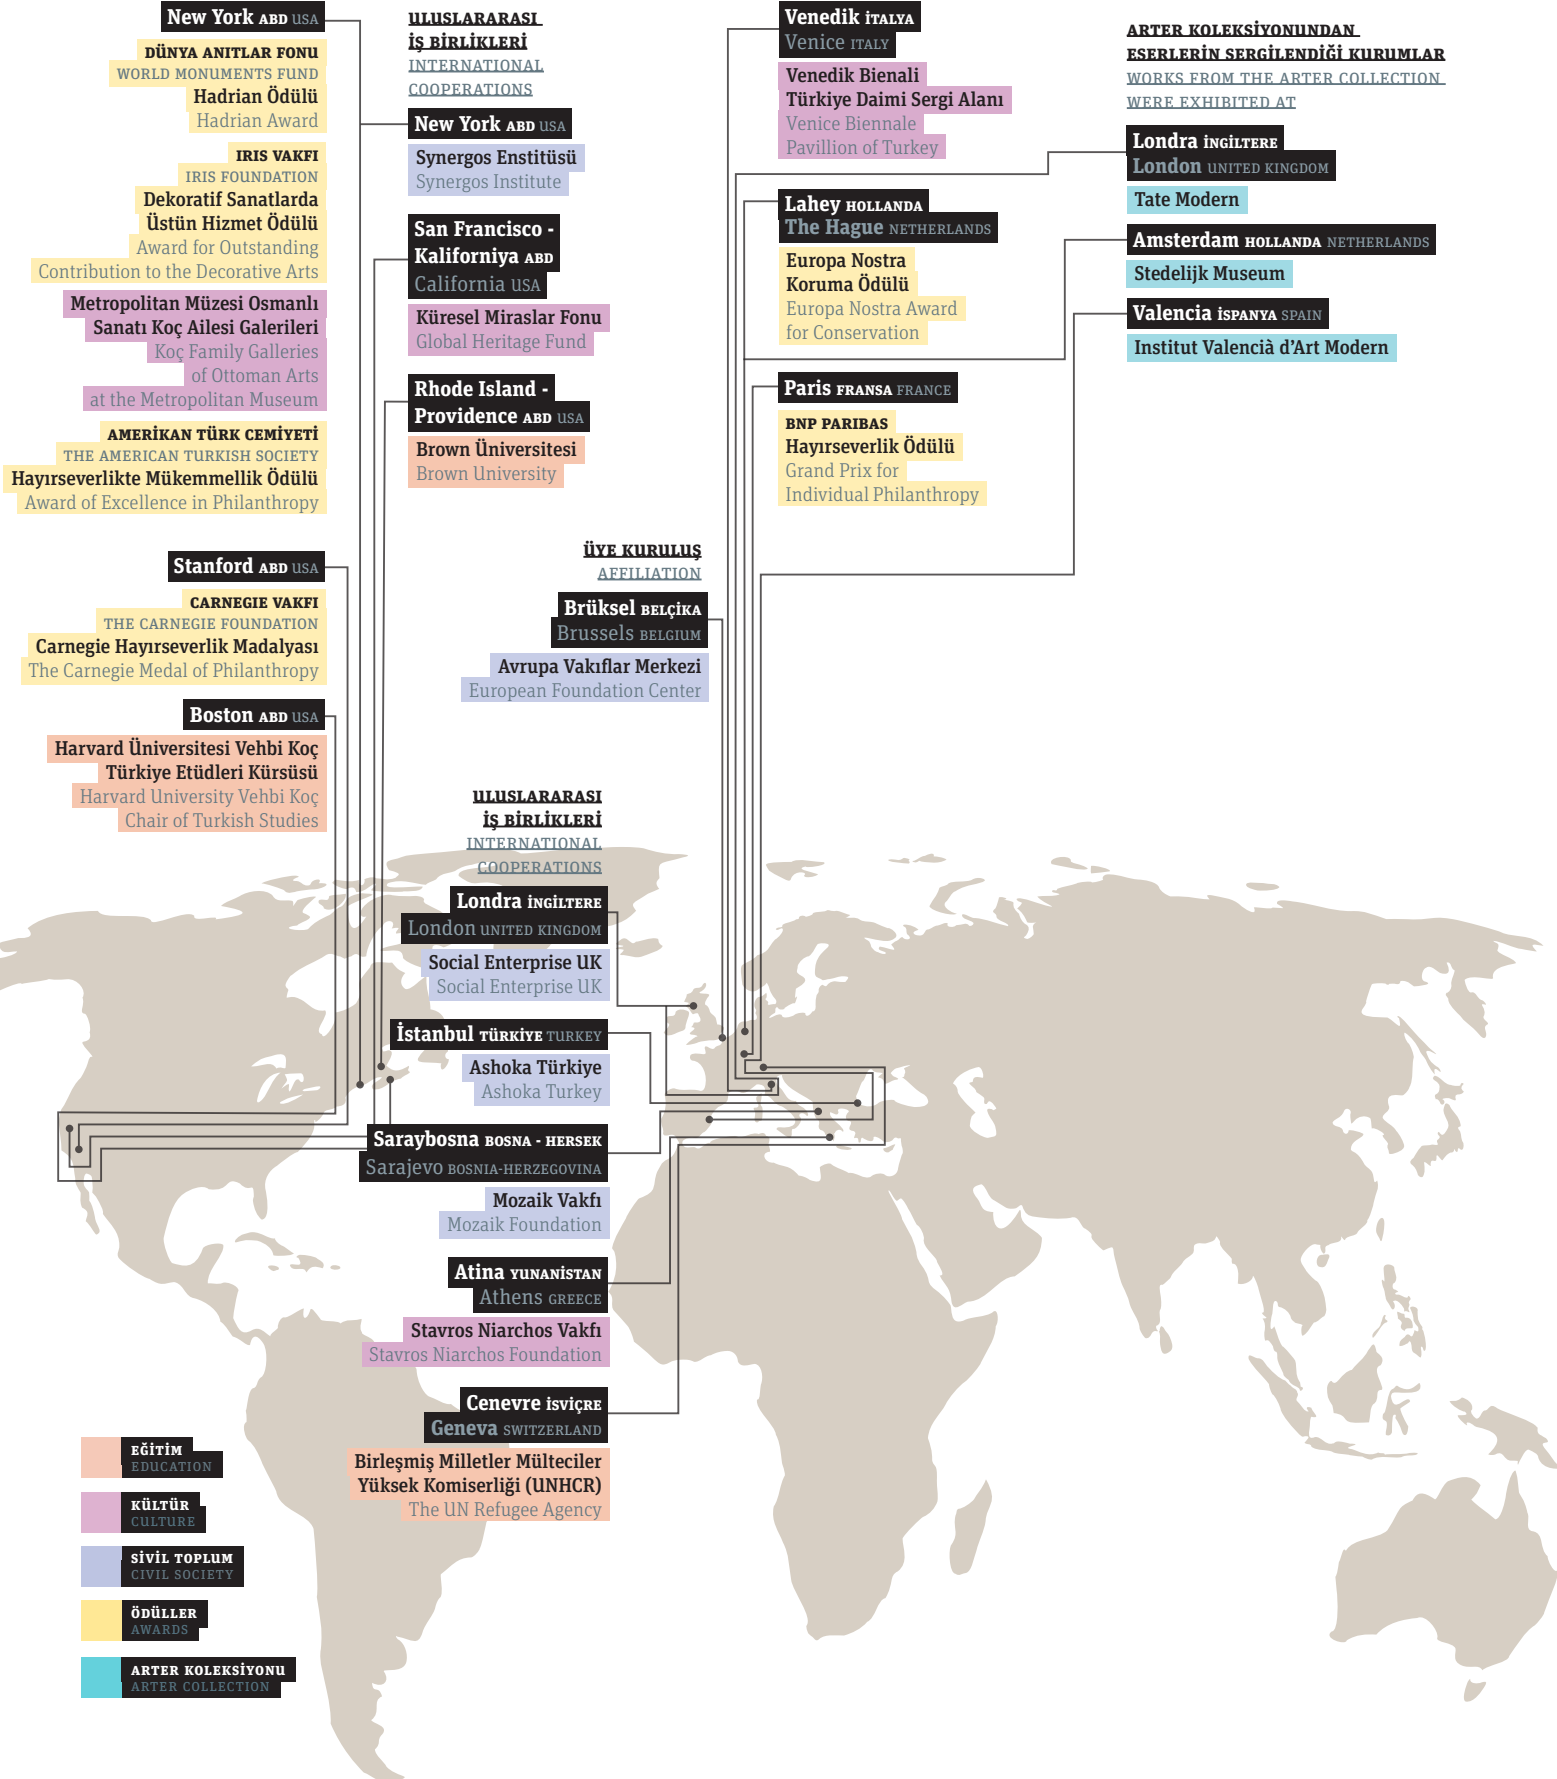 New York ABD USA
DÜNYA ANITLAR FONU
WORLD MONUMENTS FUND
Hadrian Ödülü
Hadrian Award
IRIS VAKFI
IRIS FOUNDATION
Dekoratif Sanatlarda
Üstün Hizmet Ödülü
Award for Outstanding
Contribution to the Decorative Arts
Metropolitan Müzesi Osmanlı
Sanatı Koç Ailesi Galerileri
Koç Family Galleries
of Ottoman Arts
at the Metropolitan Museum
AMERİKAN TÜRK CEMİYETİ
THE AMERICAN TURKISH SOCIETY
Hayırseverlikte Mükemmellik Ödülü
Award of Excellence in Philanthropy
Stanford ABD USA
CARNEGIE VAKFI
THE CARNEGIE FOUNDATION
Carnegie Hayırseverlik Madalyası
The Carnegie Medal of Philanthropy
Boston ABD USA
Harvard Üniversitesi Vehbi Koç
Türkiye Etüdleri Kürsüsü
Harvard University Vehbi Koç
Chair of Turkish Studies
ULUSLARARASI
İŞ BİRLİKLERİ
INTERNATIONAL
COOPERATIONS
New York ABD USA
Synergos Enstitüsü
Synergos Institute
San Francisco -
Kaliforniya ABD
California USA
Küresel Miraslar Fonu
Global Heritage Fund
Rhode Island -
Providence ABD USA
Brown Üniversitesi
Brown University
ÜYE KURULUŞ
AFFILIATION
Brüksel BELÇİKA
Brussels BELGIUM
Avrupa Vakıflar Merkezi
European Foundation Center
ULUSLARARASI
İŞ BİRLİKLERİ
INTERNATIONAL
COOPERATIONS
Londra İNGİLTERE
London UNITED KINGDOM
Social Enterprise UK
Social Enterprise UK
İstanbul TÜRKİYE TURKEY
Ashoka Türkiye
Ashoka Turkey
Saraybosna BOSNA - HERSEK
Sarajevo BOSNIA-HERZEGOVINA
Mozaik Vakfı
Mozaik Foundation
Atina YUNANİSTAN
Athens GREECE
Stavros Niarchos Vakfı
Stavros Niarchos Foundation
Cenevre İSVİÇRE
Geneva SWITZERLAND
Birleşmiş Milletler Mülteciler
Yüksek Komiserliği (UNHCR)
The UN Refugee Agency
Venedik İTALYA
Venice ITALY
Venedik Bienali
Türkiye Daimi Sergi Alanı
Venice Biennale
Pavillion of Turkey
Lahey HOLLANDA
The Hague NETHERLANDS
Europa Nostra
Koruma Ödülü
Europa Nostra Award
for Conservation
Paris FRANSA FRANCE
BNP PARIBAS
Hayırseverlik Ödülü
Grand Prix for
Individual Philanthropy
ARTER KOLEKSİYONUNDAN
ESERLERİN SERGİLENDİĞİ KURUMLAR
WORKS FROM THE ARTER COLLECTION
WERE EXHIBITED AT
Londra İNGİLTERE
London UNITED KINGDOM
Tate Modern
Amsterdam HOLLANDA NETHERLANDS
Stedelijk Museum
Valencia İSPANYA SPAIN
Institut Valencià d'Art Modern
EĞİTİM
EDUCATION
KÜLTÜR
CULTURE
SİVİL TOPLUM
CIVIL SOCIETY
ÖDÜLLER
AWARDS
ARTER KOLEKSİYONU
ARTER COLLECTION